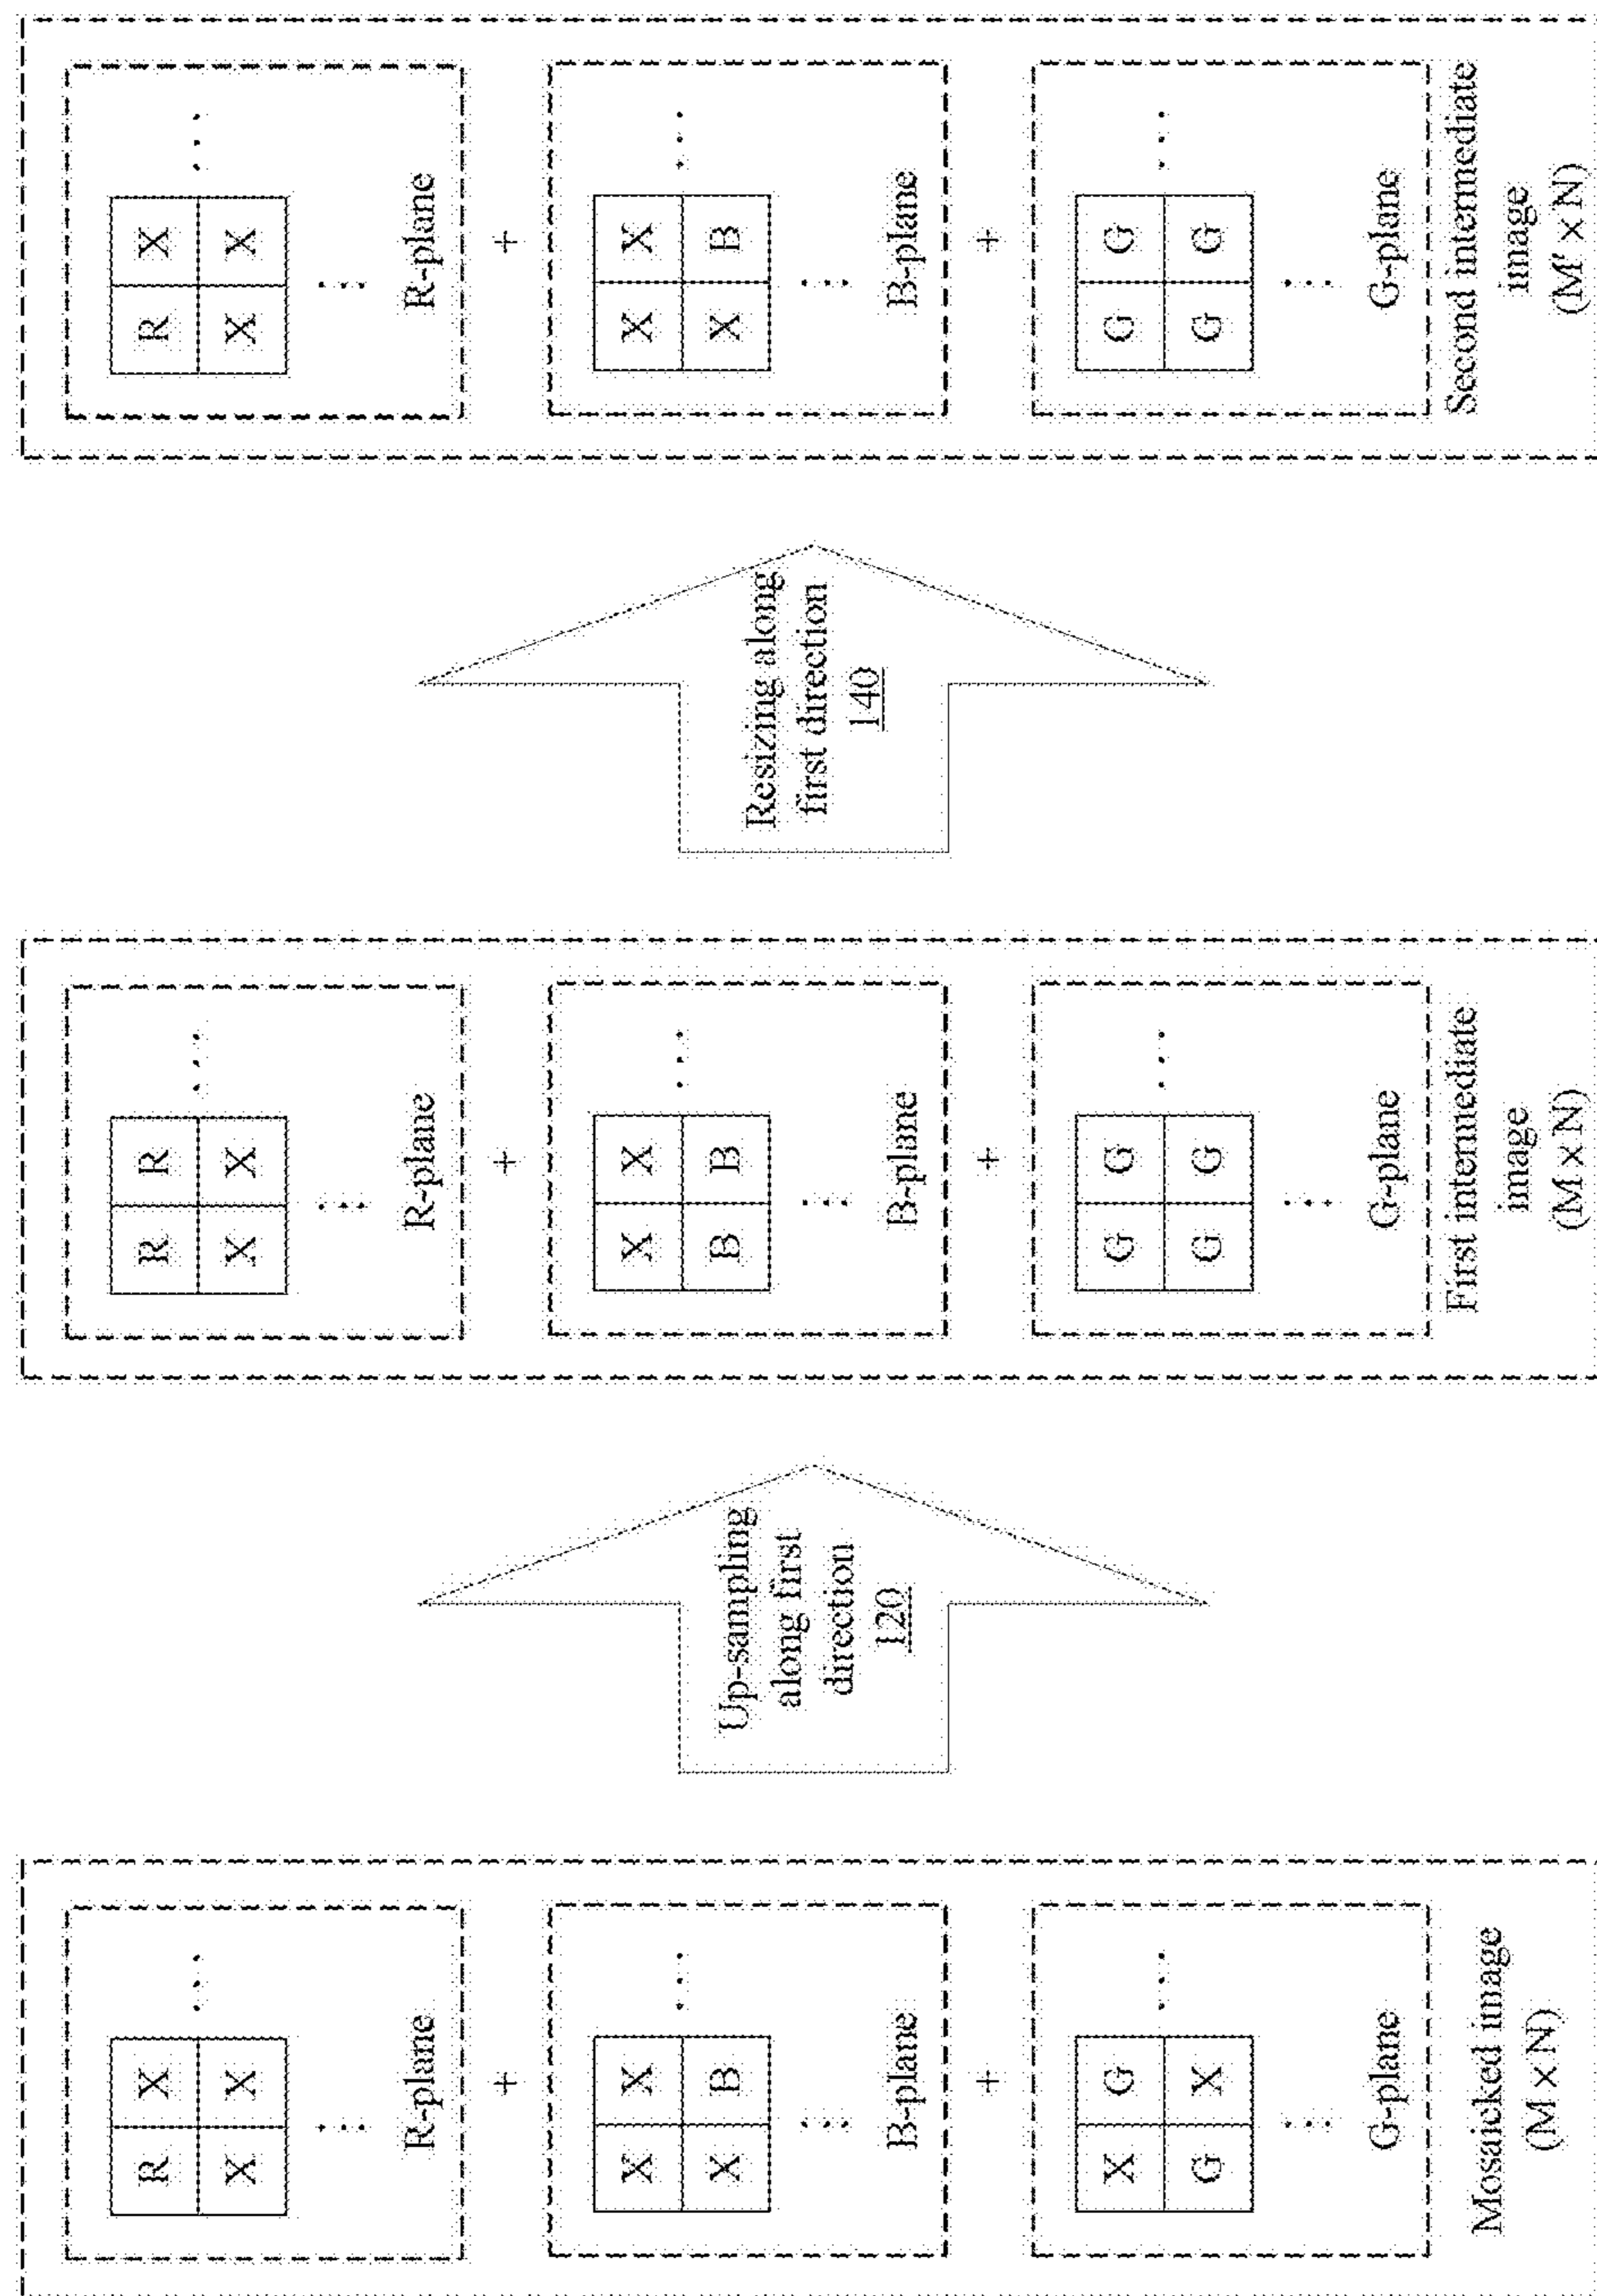 R X
X X
R-plane
+
X X
X B
B-plane
+
X G
G X
G-plane
Mosaicked image
(M × N)
Up-sampling
along first
direction
120
R R
X X
R-plane
+
X X
B B
B-plane
+
G G
G G
G-plane
First intermediate
image
(M × N)
Resizing along
first direction
140
R X
X X
R-plane
+
X X
X B
B-plane
+
G G
G G
G-plane
Second intermediate
image
(M' × N)